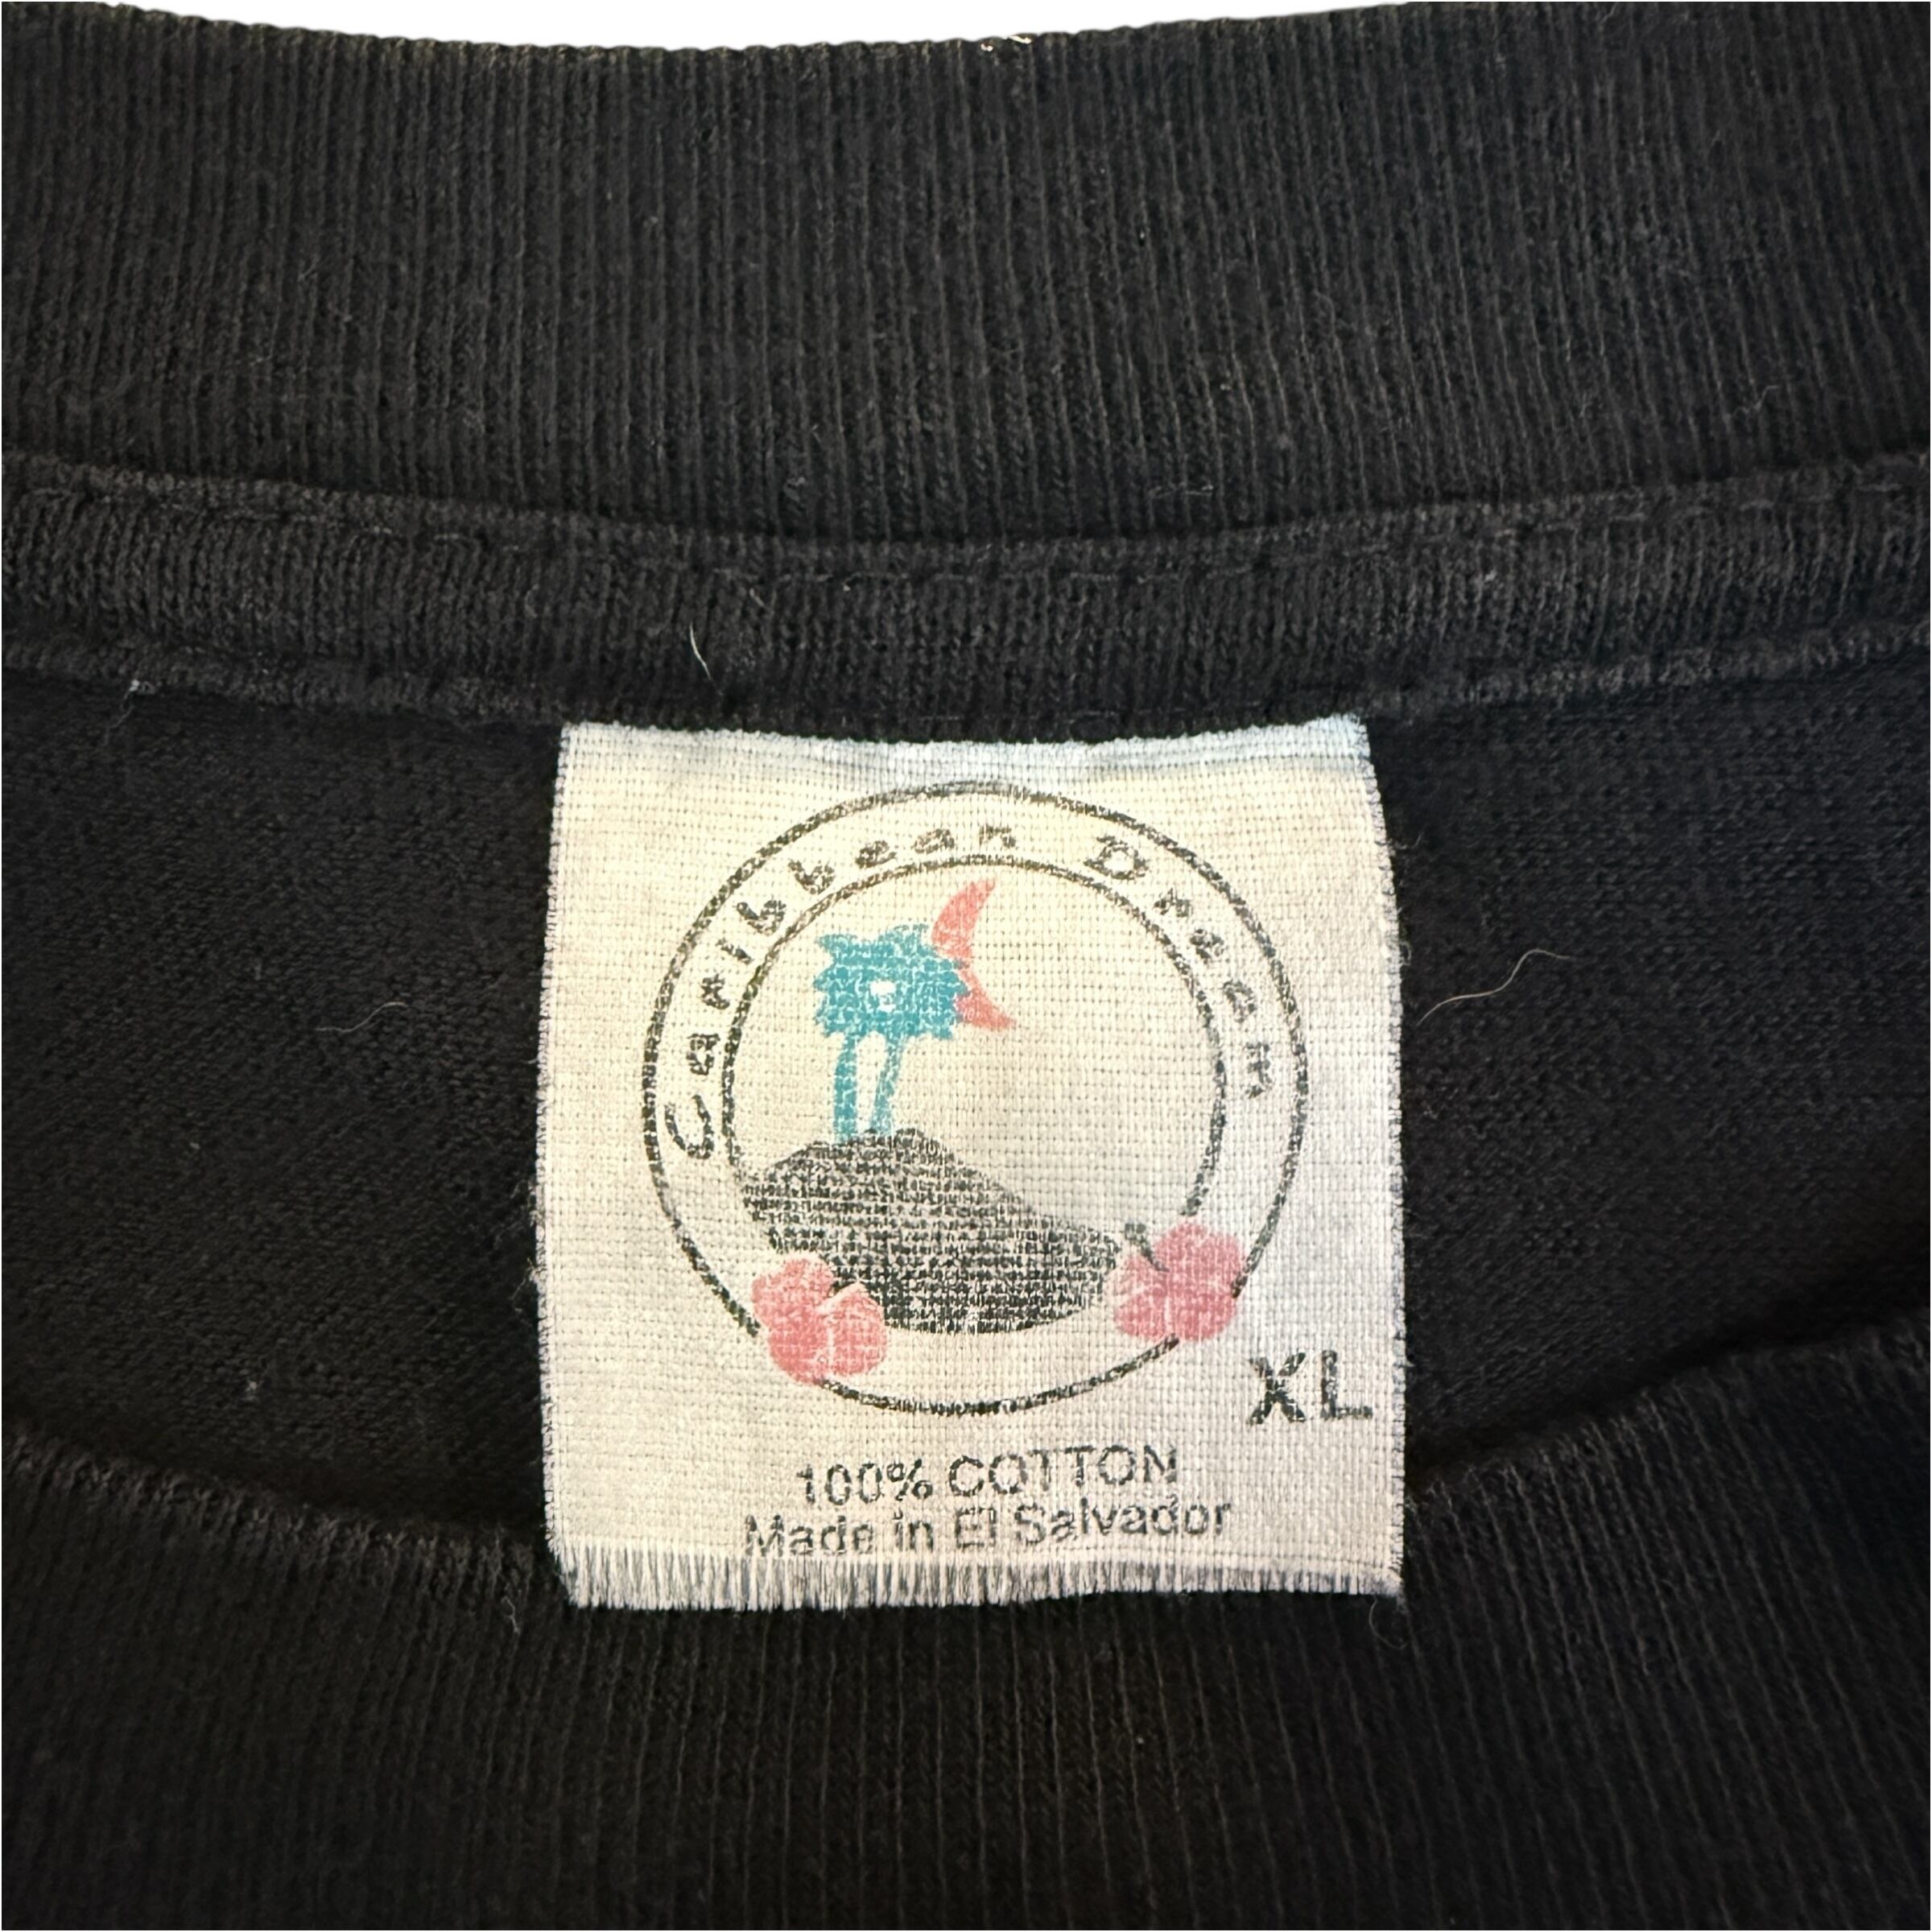 Caribbean Dream
XL
100% COTTON
Made in El Salvador